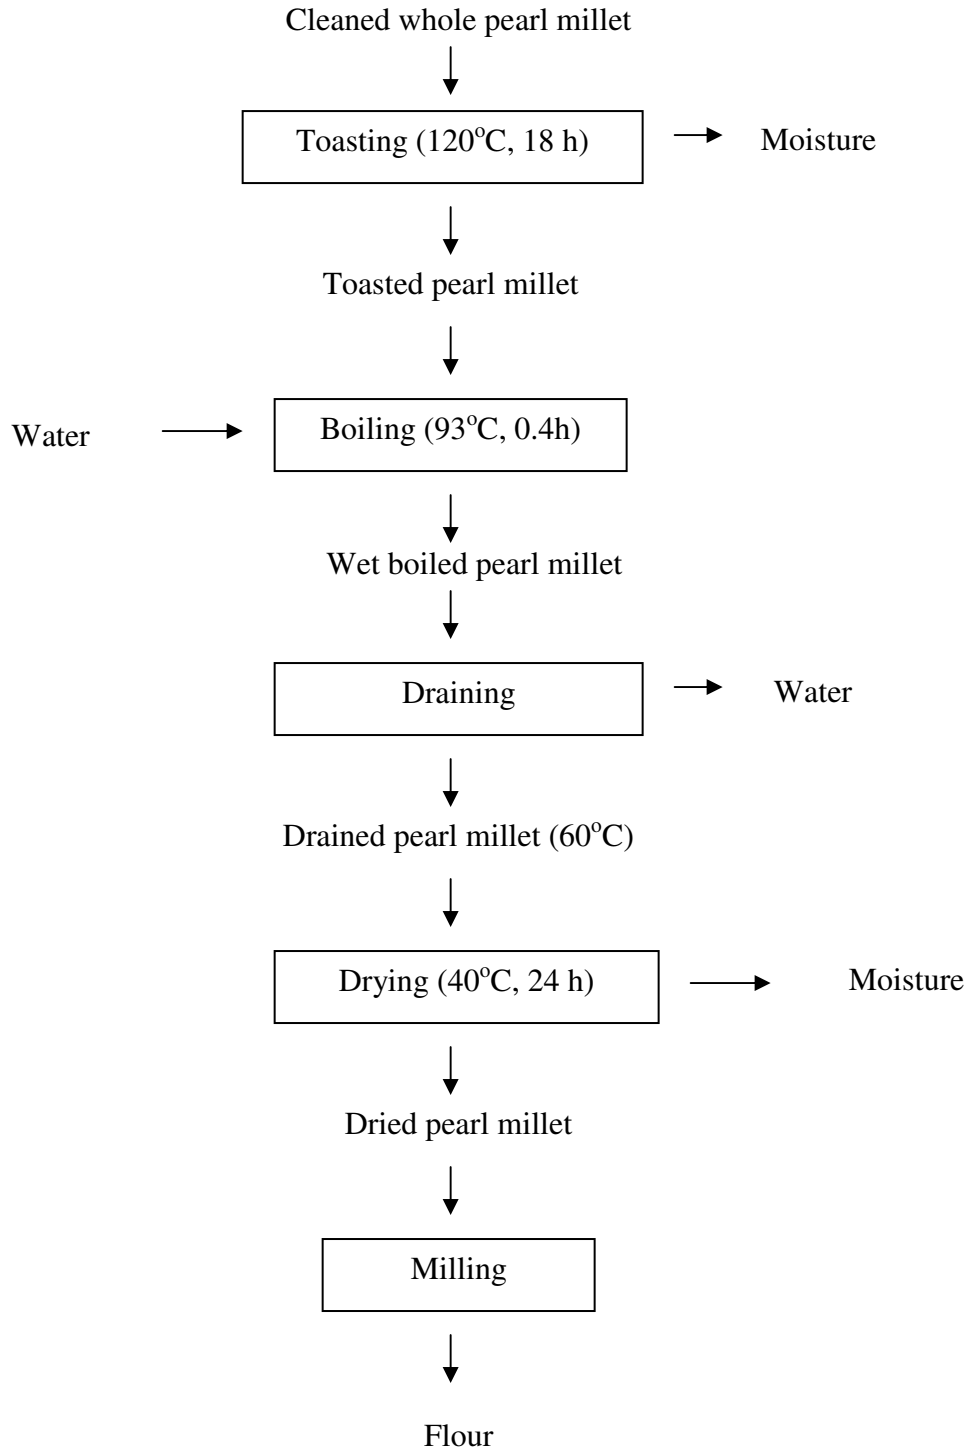 Cleaned whole pearl millet
Toasting (120°C, 18 h)
Moisture
Toasted pearl millet
Water
Boiling (93°C, 0.4h)
Wet boiled pearl millet
Draining
Water
Drained pearl millet (60°C)
Drying (40°C, 24 h)
Moisture
Dried pearl millet
Milling
Flour